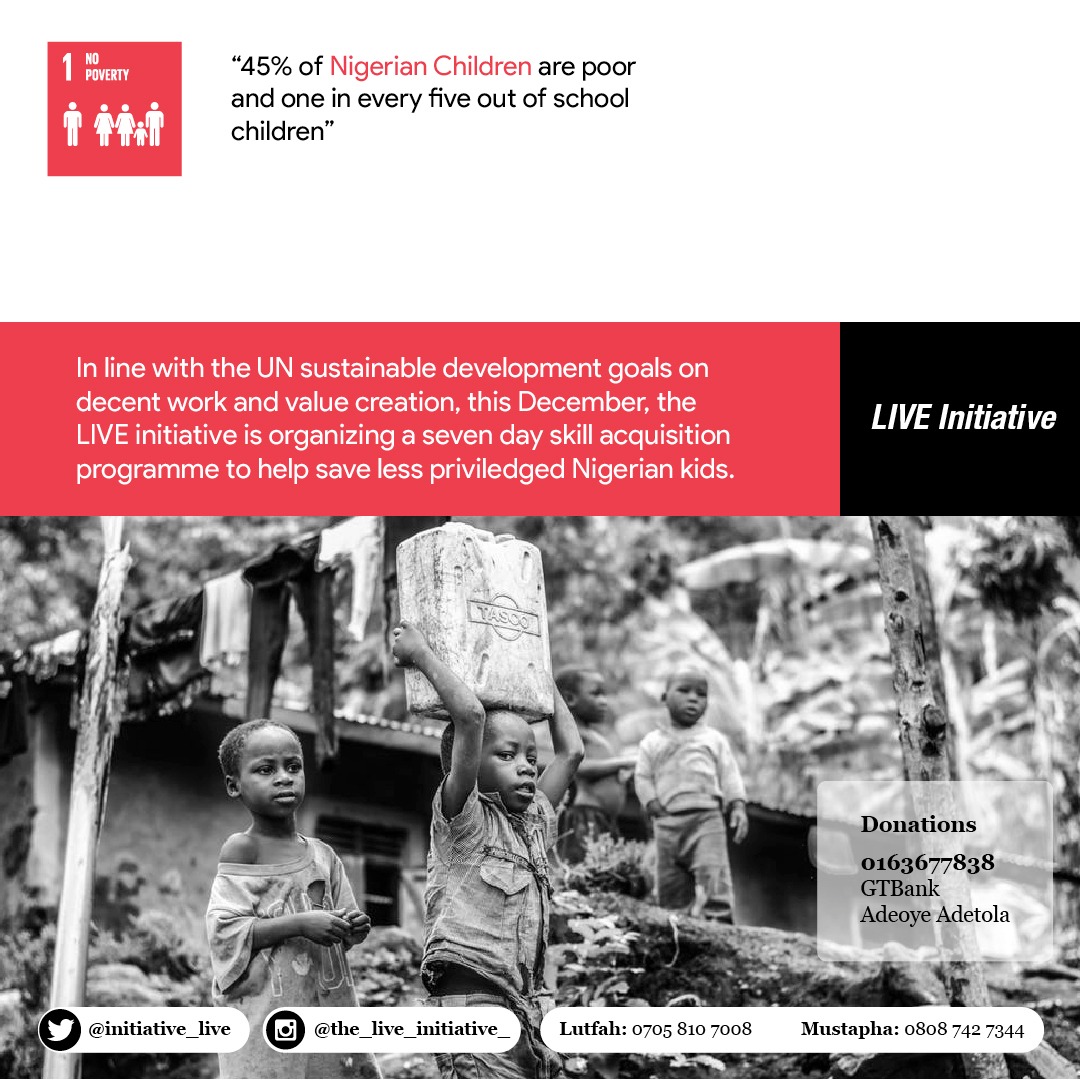 1 NO
POVERTY
“45% of Nigerian Children are poor
and one in every five out of school
children”
In line with the UN sustainable development goals on
decent work and value creation, this December, the
LIVE initiative is organizing a seven day skill acquisition
programme to help save less priviledged Nigerian kids.
LIVE Initiative
TASCO
Donations
0163677838
GTBank
Adeoye Adetola
@initiative_live
@the_live_initiative_
Lutfah: 0705 810 7008
Mustapha: 0808 742 7344